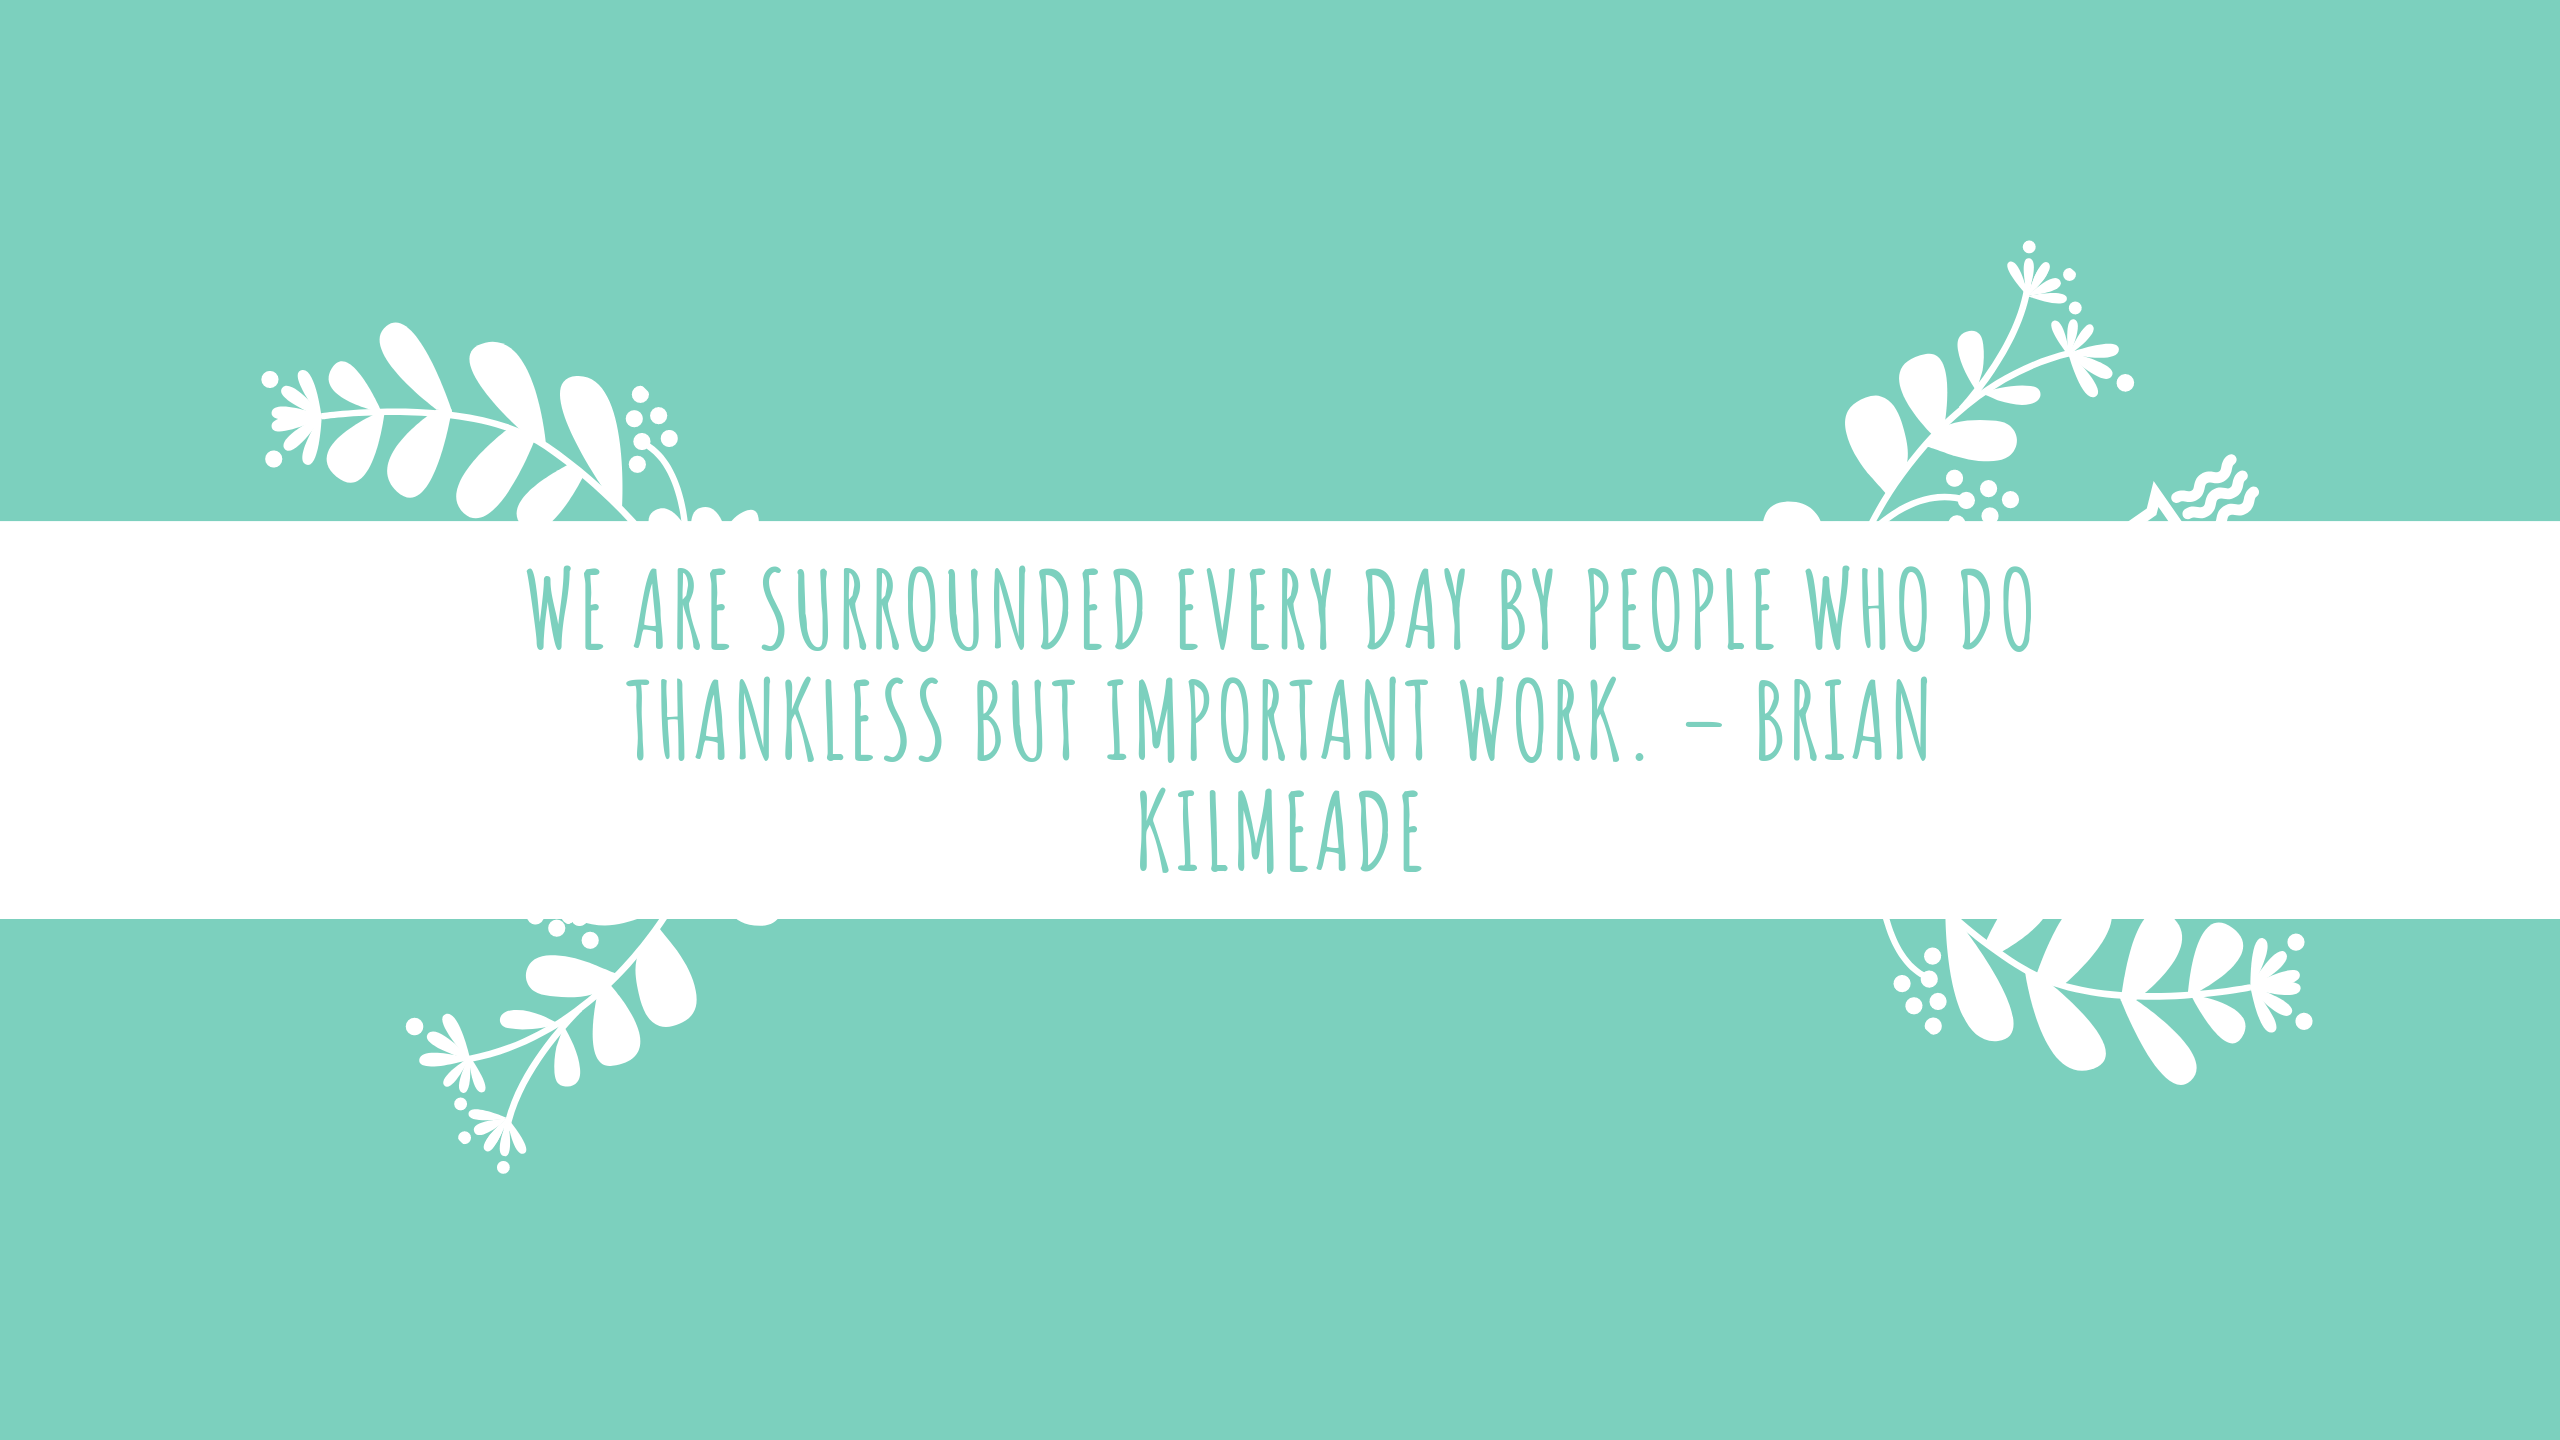 WE ARE SURROUNDED EVERY DAY BY PEOPLE WHO DO
THANKLESS BUT IMPORTANT WORK. – BRIAN
KILMEADE